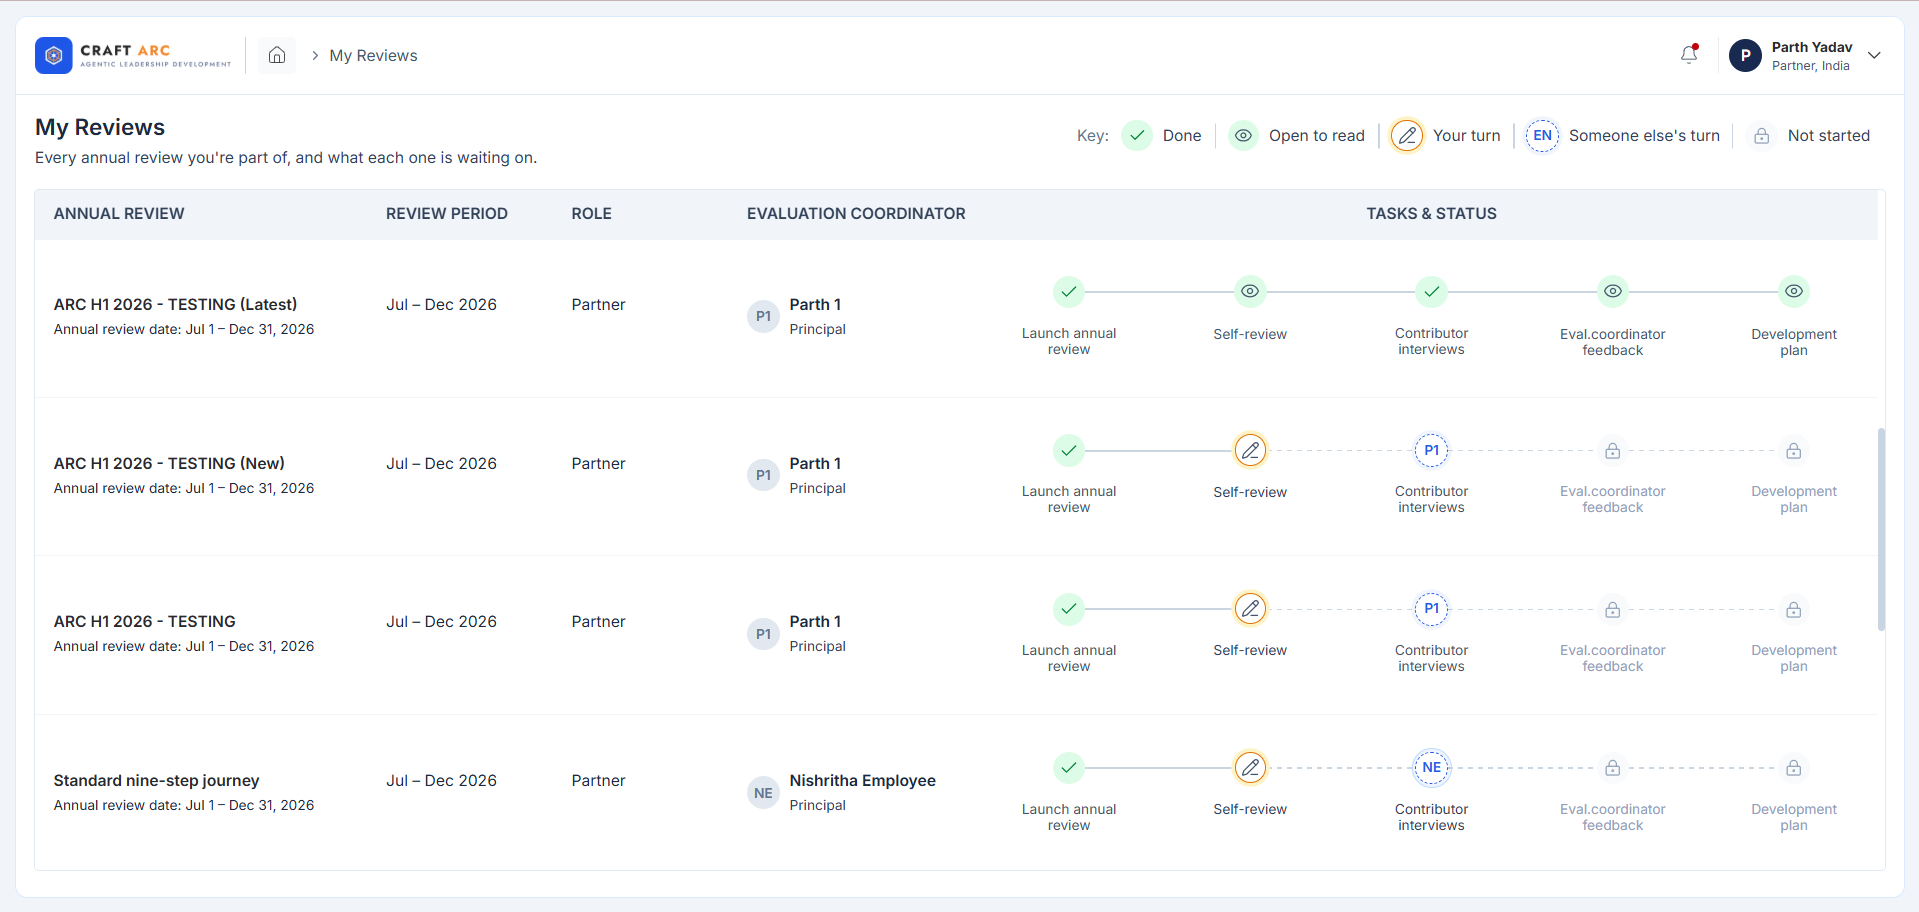 CRAFT ARC
AGENTIC LEADERSHIP DEVELOPMENT
My Reviews
P
Parth Yadav
Partner, India
My Reviews
Every annual review you're part of, and what each one is waiting on.
Key:
Done
Open to read
Your turn
EN
Someone else's turn
Not started
ANNUAL REVIEW
REVIEW PERIOD
ROLE
EVALUATION COORDINATOR
TASKS & STATUS
ARC H1 2026 - TESTING (Latest)
Annual review date: Jul 1 – Dec 31, 2026
Jul – Dec 2026
Partner
P1
Parth 1
Principal
Launch annual
review
Self-review
Contributor
interviews
Eval.coordinator
feedback
Development
plan
ARC H1 2026 - TESTING (New)
Annual review date: Jul 1 – Dec 31, 2026
Jul – Dec 2026
Partner
P1
Parth 1
Principal
Launch annual
review
Self-review
P1
Contributor
interviews
Eval.coordinator
feedback
Development
plan
ARC H1 2026 - TESTING
Annual review date: Jul 1 – Dec 31, 2026
Jul – Dec 2026
Partner
P1
Parth 1
Principal
Launch annual
review
Self-review
P1
Contributor
interviews
Eval.coordinator
feedback
Development
plan
Standard nine-step journey
Annual review date: Jul 1 – Dec 31, 2026
Jul – Dec 2026
Partner
NE
Nishritha Employee
Principal
Launch annual
review
Self-review
NE
Contributor
interviews
Eval.coordinator
feedback
Development
plan